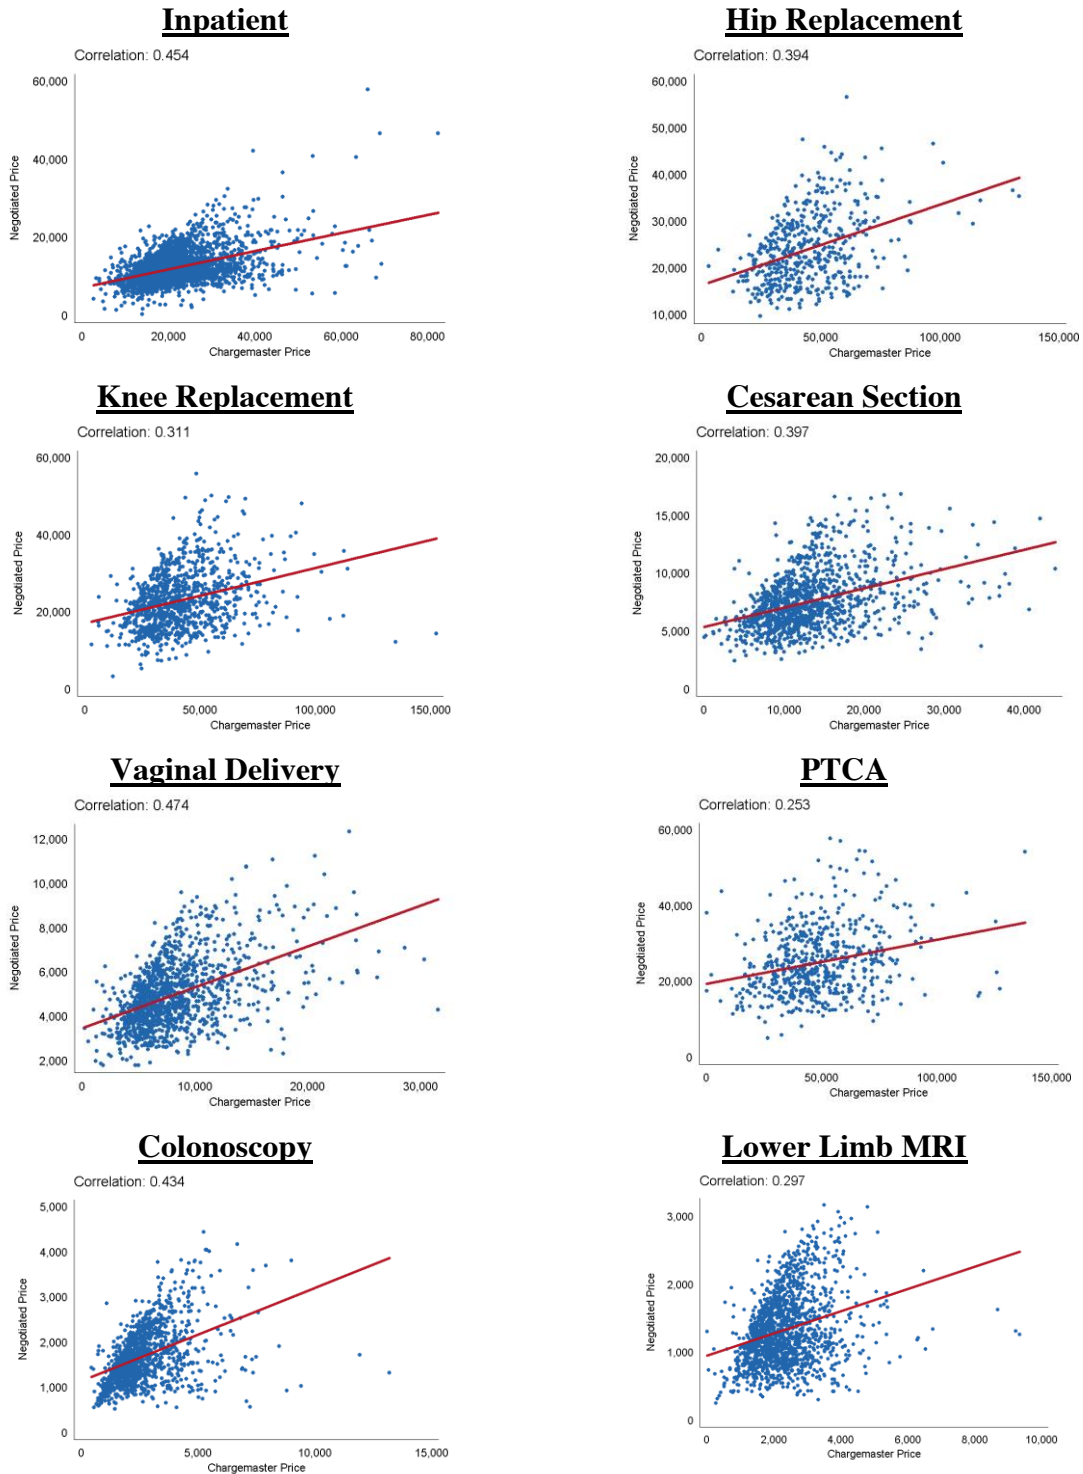 Inpatient
Correlation: 0.454
60,000
40,000
20,000
0
Negotiated Price
0 20,000 40,000 60,000 80,000
Chargemaster Price
Hip Replacement
Correlation: 0.394
60,000
50,000
40,000
30,000
20,000
10,000
Negotiated Price
0 50,000 100,000 150,000
Chargemaster Price
Knee Replacement
Correlation: 0.311
60,000
40,000
20,000
0
Negotiated Price
0 50,000 100,000 150,000
Chargemaster Price
Cesarean Section
Correlation: 0.397
20,000
15,000
10,000
5,000
0
Negotiated Price
0 10,000 20,000 30,000 40,000
Chargemaster Price
Vaginal Delivery
Correlation: 0.474
12,000
10,000
8,000
6,000
4,000
2,000
Negotiated Price
0 10,000 20,000 30,000
Chargemaster Price
PTCA
Correlation: 0.253
60,000
40,000
20,000
0
Negotiated Price
0 50,000 100,000 150,000
Chargemaster Price
Colonoscopy
Correlation: 0.434
5,000
4,000
3,000
2,000
1,000
0
Negotiated Price
0 5,000 10,000 15,000
Chargemaster Price
Lower Limb MRI
Correlation: 0.297
3,000
2,000
1,000
0
Negotiated Price
0 2,000 4,000 6,000 8,000 10,000
Chargemaster Price